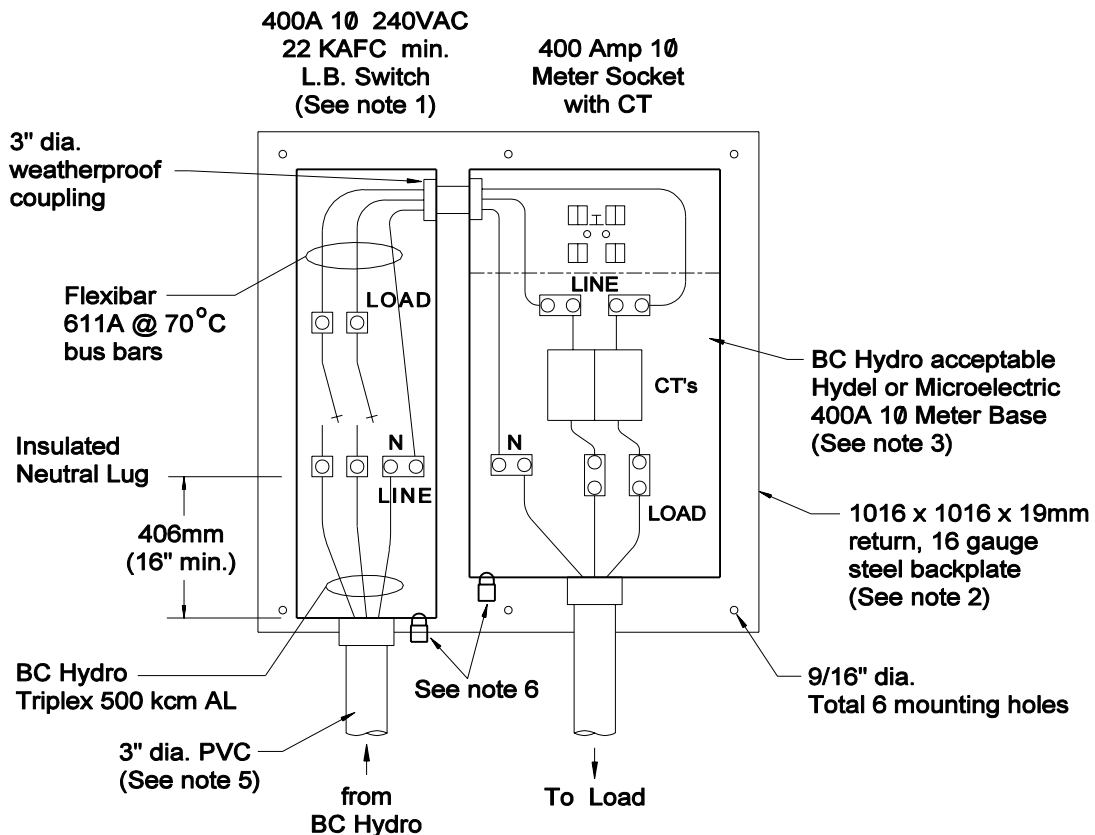 400A 1Ø 240VAC
22 KAFC min.
L.B. Switch
(See note 1)
400 Amp 1Ø
Meter Socket
with CT
3" dia.
weatherproof
coupling
Flexibar
611A @ 70°C
bus bars
LOAD
LINE
CT's
BC Hydro acceptable
Hydel or Microelectric
400A 1Ø Meter Base
(See note 3)
Insulated
Neutral Lug
N
LINE
N
LOAD
406mm
(16" min.)
1016 x 1016 x 19mm
return, 16 gauge
steel backplate
(See note 2)
BC Hydro
Triplex 500 kcm AL
See note 6
9/16" dia.
Total 6 mounting holes
3" dia. PVC
(See note 5)
from
BC Hydro
To Load